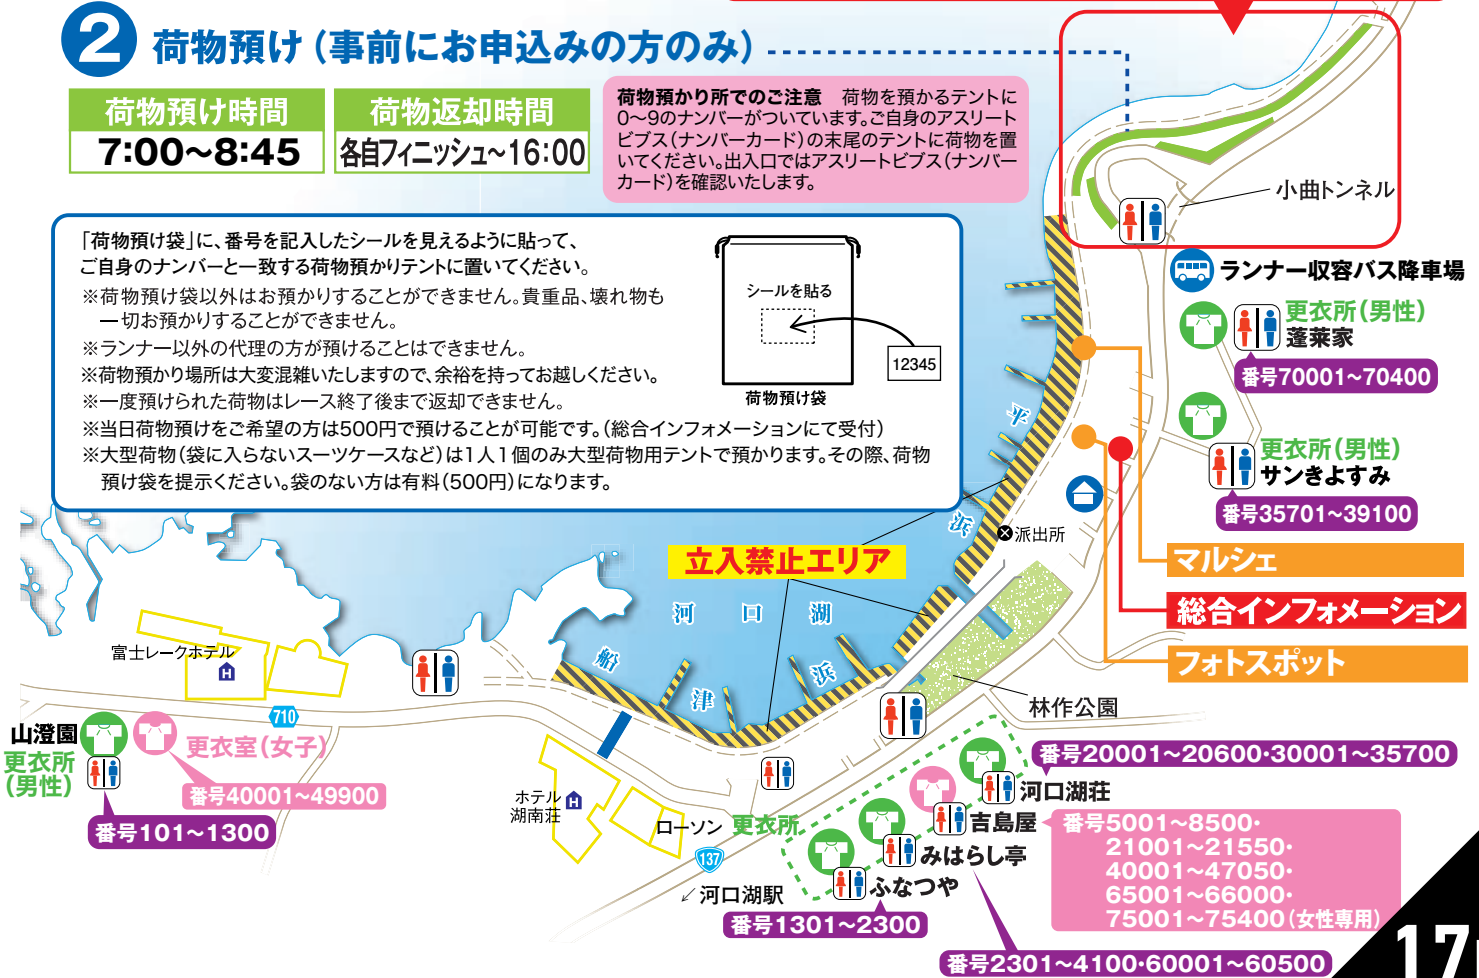 2 荷物預け（事前にお申込みの方のみ）
荷物預け時間
7:00〜8:45
荷物返却時間
各自フィニッシュ〜16:00
荷物預かり所でのご注意　荷物を預かるテントに
0〜9のナンバーがついています。ご自身のアスリート
ビブス（ナンバーカード）の末尾のテントに荷物を置
いてください。出入口ではアスリートビブス（ナンバー
カード）を確認いたします。
「荷物預け袋」に、番号を記入したシールを見えるように貼って、
ご自身のナンバーと一致する荷物預かりテントに置いてください。
※荷物預け袋以外はお預かりすることができません。貴重品、壊れ物も
一切お預かりすることができません。
※ランナー以外の代理の方が預けることはできません。
※荷物預かり場所は大変混雑いたしますので、余裕を持ってお越しください。
※一度預けられた荷物はレース終了後まで返却できません。
※当日荷物預けをご希望の方は500円で預けることが可能です。（総合インフォメーションにて受付）
※大型荷物（袋に入らないスーツケースなど）は1人1個のみ大型荷物用テントで預かります。その際、荷物
預け袋を提示ください。袋のない方は有料（500円）になります。
シールを貼る
12345
荷物預け袋
小曲トンネル
ランナー収容バス降車場
更衣所（男性）
蓬莱家
番号70001〜70400
更衣所（男性）
サンきよすみ
番号35701〜39100
マルシェ
総合インフォメーション
フォトスポット
平
浜
派出所
立入禁止エリア
河口湖
船津浜
林作公園
富士レークホテル
H
710
山澄園
更衣所
（男性）
更衣室（女子）
番号40001〜49900
番号101〜1300
ホテル
湖南荘
H
ローソン
更衣所
137
河口湖駅
番号20001〜20600・30001〜35700
河口湖荘
吉島屋
番号5001〜8500・
21001〜21550・
40001〜47050・
65001〜66000・
75001〜75400（女性専用）
みはらし亭
ふなつや
番号1301〜2300
番号2301〜4100・60001〜60500
17